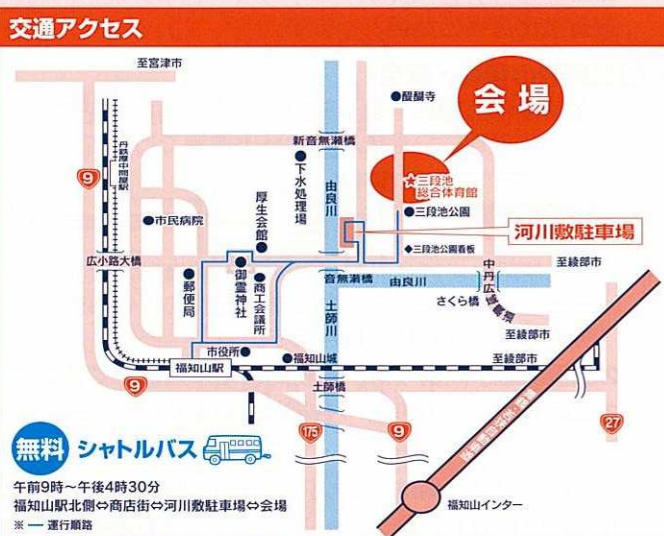 交通アクセス
至宮津市
●醍醐寺
会場
新音無瀬橋
丹鉄厚中問屋駅
9
●下水処理場
由良川
☆三段池
総合体育館
●三段池公園
厚生会館●
●市民病院
河川敷駐車場
◆三段池公園看板
広小路大橋
音無瀬橋
由良川
至綾部市
●郵便局
●御霊神社
●商工会議所
土師川
さくら橋
至綾部市
市役所●
●福知山城
至綾部市
福知山駅
9
土師橋
175
9
27
無料 シャトルバス
午前9時〜午後4時30分
福知山駅北側⇔商店街⇔河川敷駐車場⇔会場
※ ― 運行順路
福知山インター